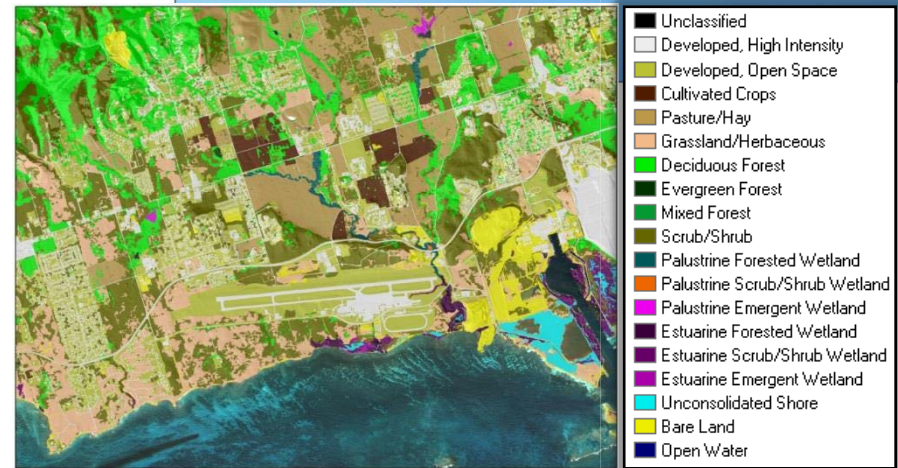 Unclassified
Developed, High Intensity
Developed, Open Space
Cultivated Crops
Pasture/Hay
Grassland/Herbaceous
Deciduous Forest
Evergreen Forest
Mixed Forest
Scrub/Shrub
Palustrine Forested Wetland
Palustrine Scrub/Shrub Wetland
Palustrine Emergent Wetland
Estuarine Forested Wetland
Estuarine Scrub/Shrub Wetland
Estuarine Emergent Wetland
Unconsolidated Shore
Bare Land
Open Water